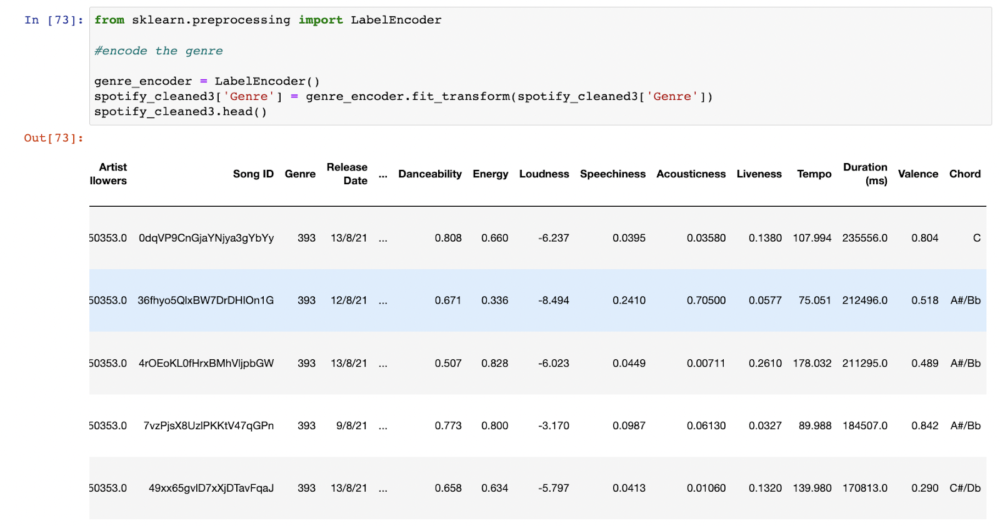 In [73]: from sklearn.preprocessing import LabelEncoder
#encode the genre
genre_encoder = LabelEncoder()
spotify_cleaned3['Genre'] = genre_encoder.fit_transform(spotify_cleaned3['Genre'])
spotify_cleaned3.head()
Out[73]:
Artist llowers Song ID Genre Release Date ... Danceability Energy Loudness Speechiness Acousticness Liveness Tempo Duration (ms) Valence Chord
50353.0 0dqVP9CnGjaYNjya3gYbYy 393 13/8/21 ... 0.808 0.660 -6.237 0.0395 0.03580 0.1380 107.994 235556.0 0.804 C
50353.0 36fhyo5QlxBW7DrDHIOn1G 393 12/8/21 ... 0.671 0.336 -8.494 0.2410 0.70500 0.0577 75.051 212496.0 0.518 A#/Bb
50353.0 4rOEoKL0fHrxBMhVljpbGW 393 13/8/21 ... 0.507 0.828 -6.023 0.0449 0.00711 0.2610 178.032 211295.0 0.489 A#/Bb
50353.0 7vzPjsX8UzlPKKtV47qGPn 393 9/8/21 ... 0.773 0.800 -3.170 0.0987 0.06130 0.0327 89.988 184507.0 0.842 A#/Bb
50353.0 49xx65gvlD7xXjDTavFqaJ 393 13/8/21 ... 0.658 0.634 -5.797 0.0413 0.01060 0.1320 139.980 170813.0 0.290 C#/Db